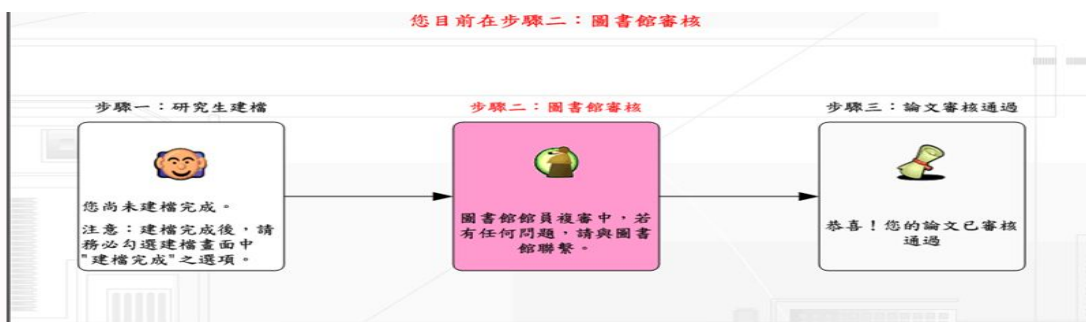 您目前在步驟二：圖書館審核
步驟一：研究生建檔
您尚未建檔完成。
注意：建檔完成後，請
務必勾選建檔畫面中
"建檔完成"之選項。
步驟二：圖書館審核
圖書館館員複審中，若
有任何問題，請與圖書
館聯繫。
步驟三：論文審核通過
恭喜！您的論文已審核
通過